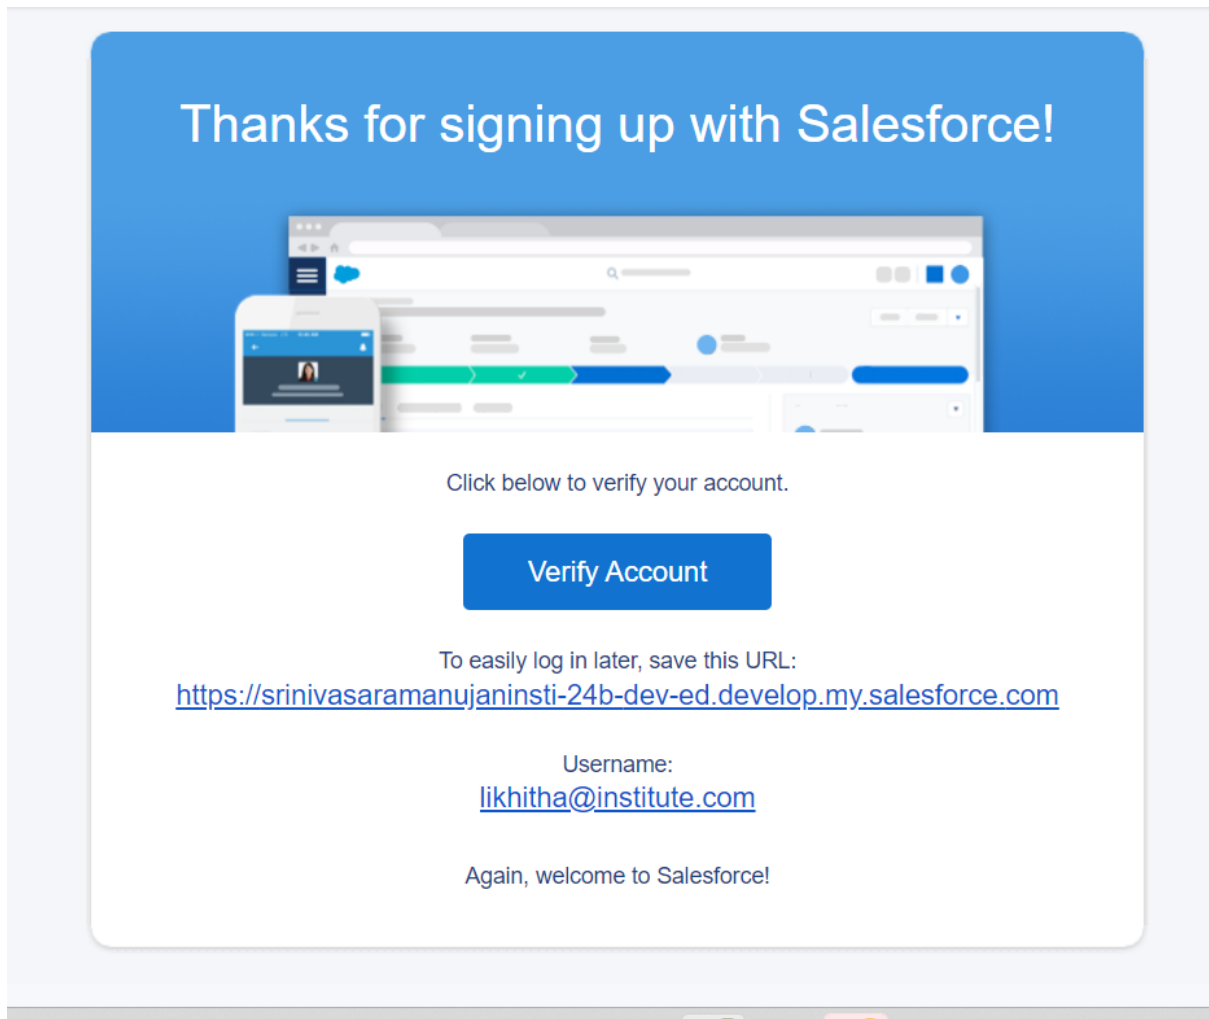 Thanks for signing up with Salesforce!
Click below to verify your account.
Verify Account
To easily log in later, save this URL:
https://srinivasaramanujaninsti-24b-dev-ed.develop.my.salesforce.com
Username:
likhitha@institute.com
Again, welcome to Salesforce!